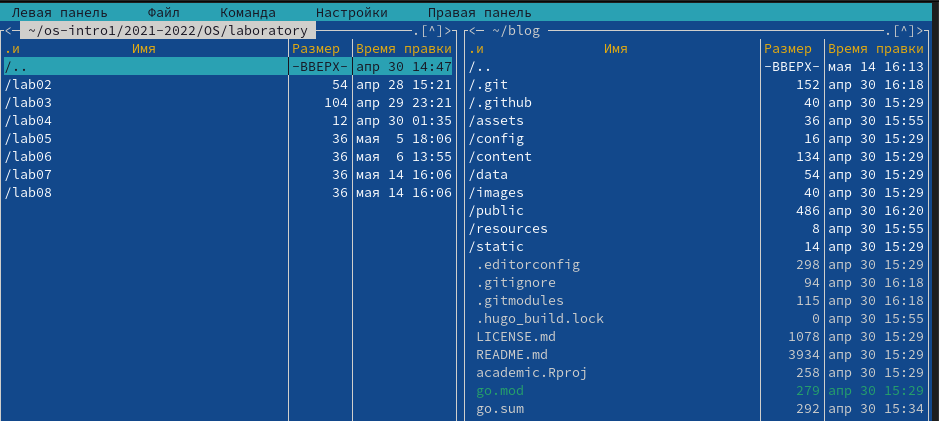 Левая панель Файл Команда Настройки Правая панель
<─ ~/os-intro1/2021-2022/OS/laboratory .[^]>
.и Имя Размер Время правки
/.. -ВВЕРХ- апр 30 14:47
/lab02 54 апр 28 15:21
/lab03 104 апр 29 23:21
/lab04 12 апр 30 01:35
/lab05 36 мая 5 18:06
/lab06 36 мая 6 13:55
/lab07 36 мая 14 16:06
/lab08 36 мая 14 16:06
<─ ~/blog .[^]>
.и Имя Размер Время правки
/.. -ВВЕРХ- мая 14 16:13
/.git 152 апр 30 16:18
/.github 40 апр 30 15:29
/assets 36 апр 30 15:55
/config 16 апр 30 15:29
/content 134 апр 30 15:29
/data 54 апр 30 15:29
/images 40 апр 30 15:29
/public 486 апр 30 16:20
/resources 8 апр 30 15:55
/static 14 апр 30 15:29
.editorconfig 298 апр 30 15:29
.gitignore 94 апр 30 16:18
.gitmodules 115 апр 30 16:18
.hugo_build.lock 0 апр 30 15:55
LICENSE.md 1078 апр 30 15:29
README.md 3934 апр 30 15:29
academic.Rproj 258 апр 30 15:29
go.mod 279 апр 30 15:29
go.sum 292 апр 30 15:34